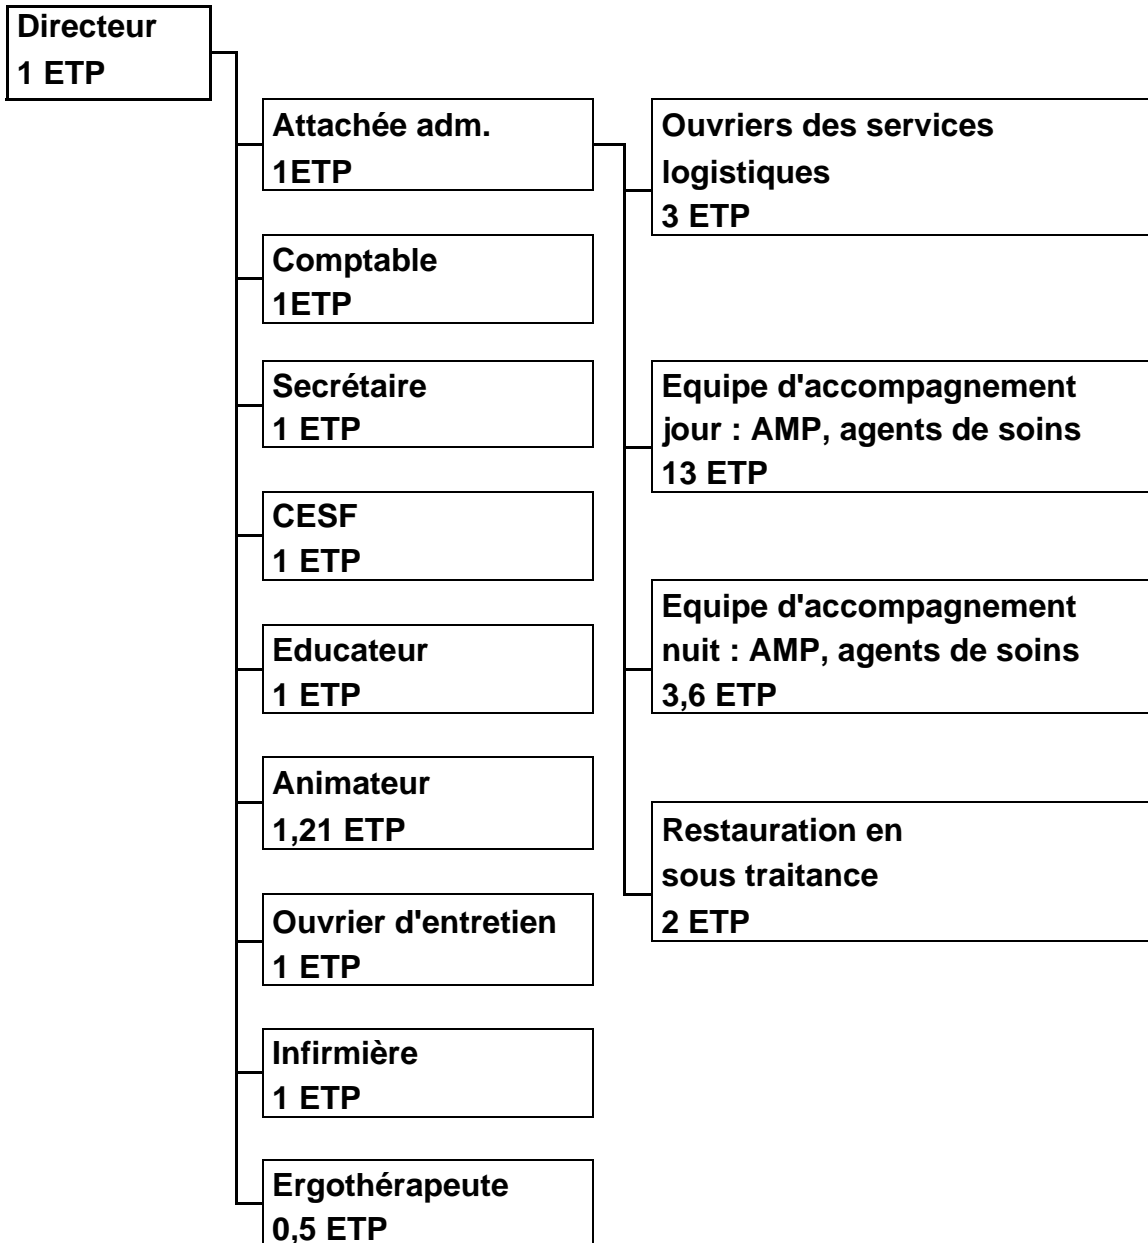 Directeur
1 ETP
Attachée adm.
1ETP
Comptable
1ETP
Secrétaire
1 ETP
CESF
1 ETP
Educateur
1 ETP
Animateur
1,21 ETP
Ouvrier d'entretien
1 ETP
Infirmière
1 ETP
Ergothérapeute
0,5 ETP
Ouvriers des services
logistiques
3 ETP
Equipe d'accompagnement
jour : AMP, agents de soins
13 ETP
Equipe d'accompagnement
nuit : AMP, agents de soins
3,6 ETP
Restauration en
sous traitance
2 ETP